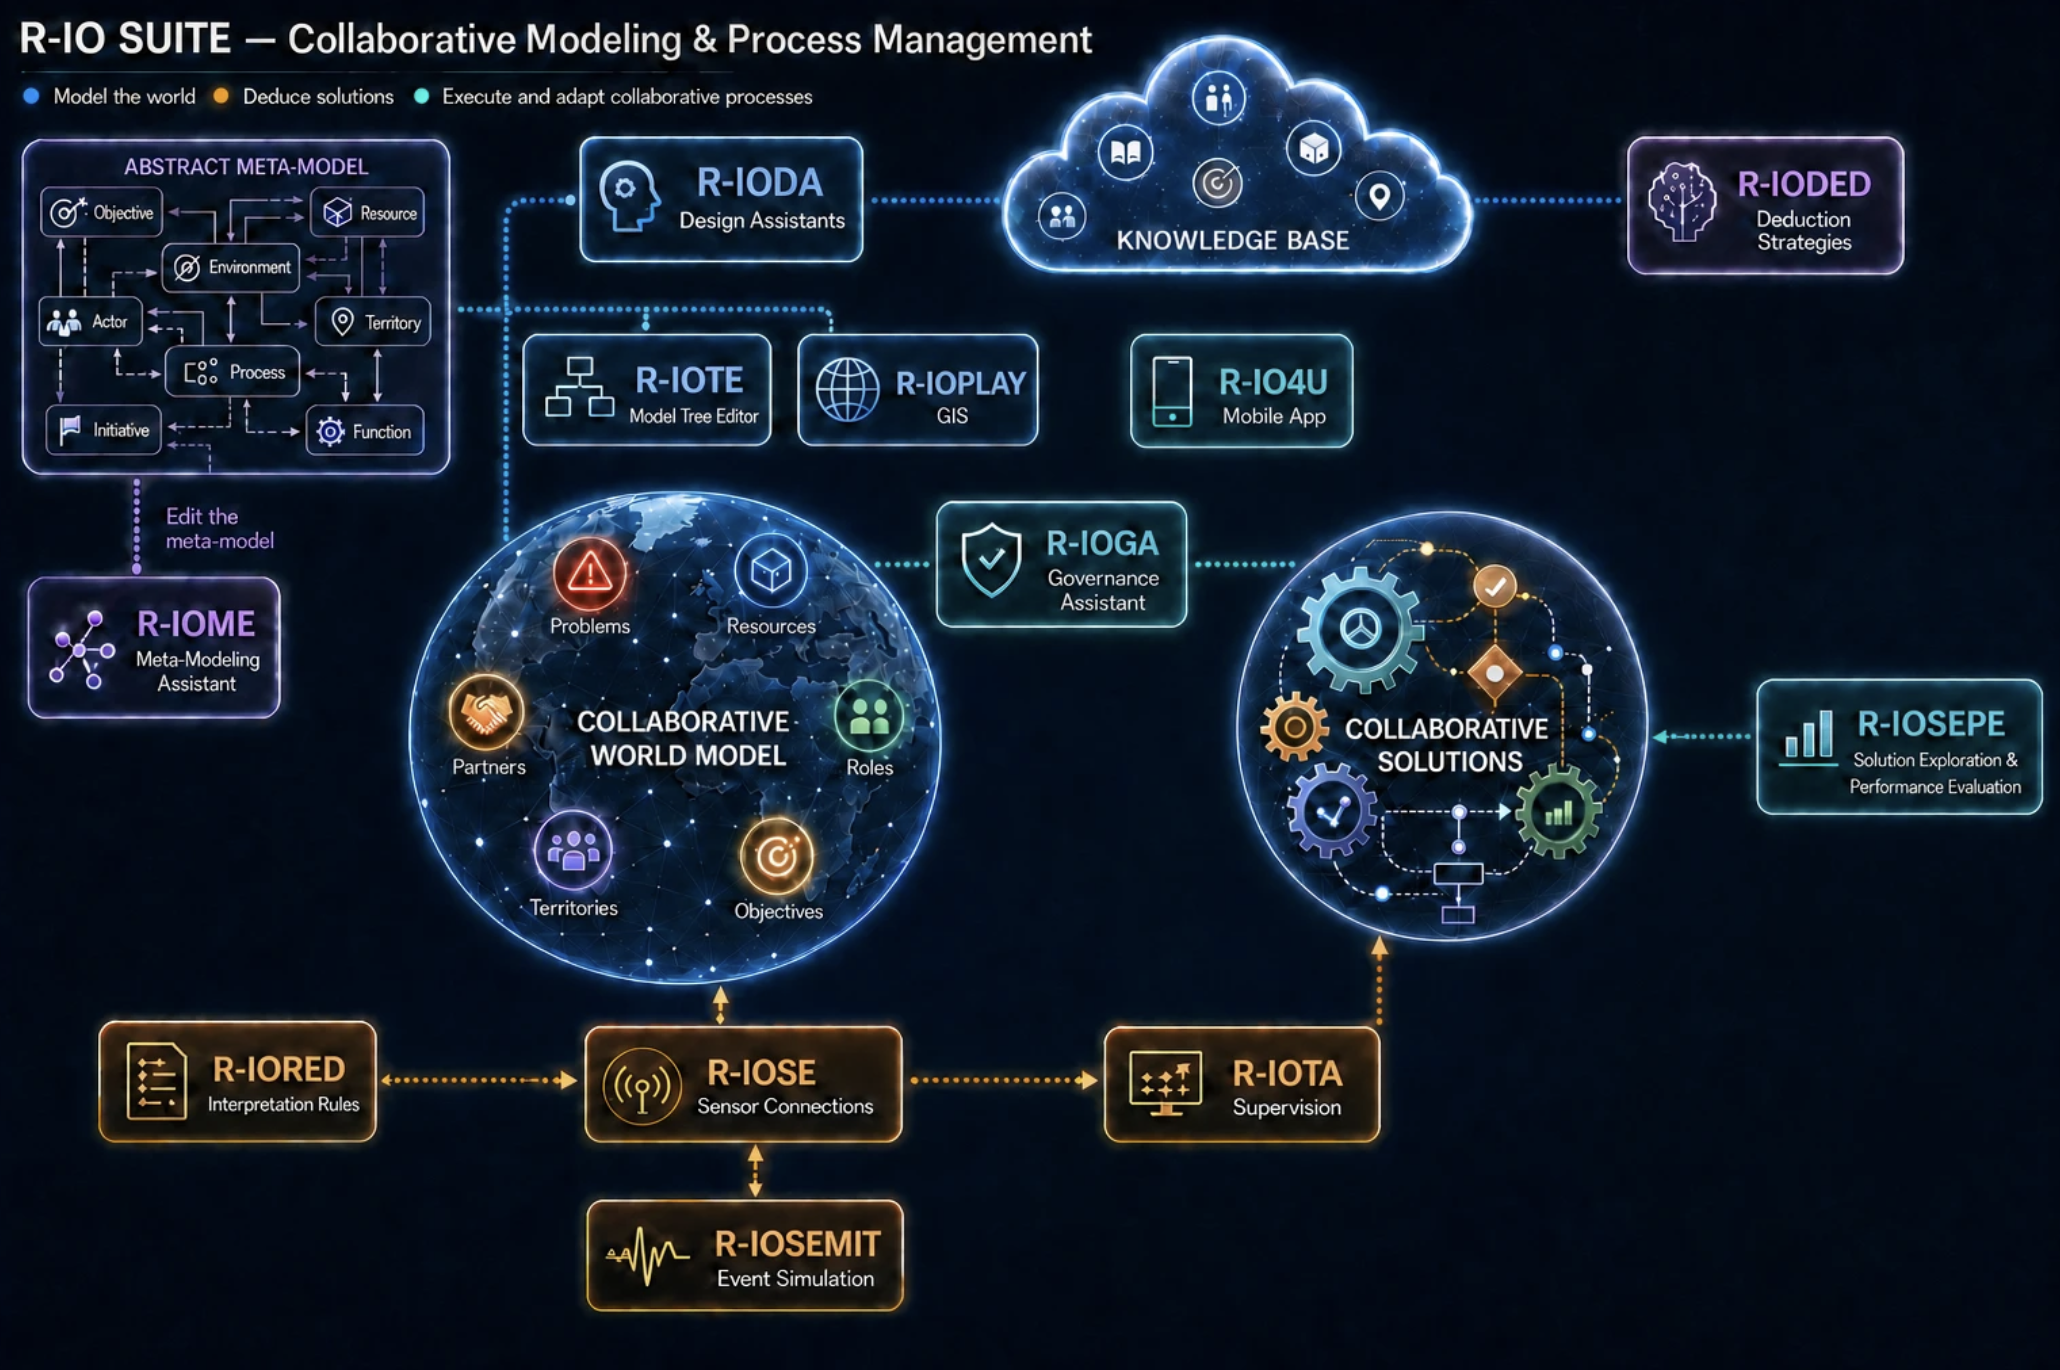 R-IO SUITE — Collaborative Modeling & Process Management
Model the world
Deduce solutions
Execute and adapt collaborative processes
ABSTRACT META-MODEL
Objective
Resource
Environment
Actor
Territory
Process
Initiative
Function
Edit the
meta-model
R-IOME
Meta-Modeling
Assistant
R-IODA
Design Assistants
KNOWLEDGE BASE
R-IODED
Deduction
Strategies
R-IOTE
Model Tree Editor
R-IOPLAY
GIS
R-IO4U
Mobile App
R-IOGA
Governance
Assistant
Problems
Resources
Partners
COLLABORATIVE
WORLD MODEL
Roles
Territories
Objectives
COLLABORATIVE
SOLUTIONS
R-IOSEPE
Solution Exploration &
Performance Evaluation
R-IORED
Interpretation Rules
R-IOSE
Sensor Connections
R-IOTA
Supervision
R-IOSEMIT
Event Simulation